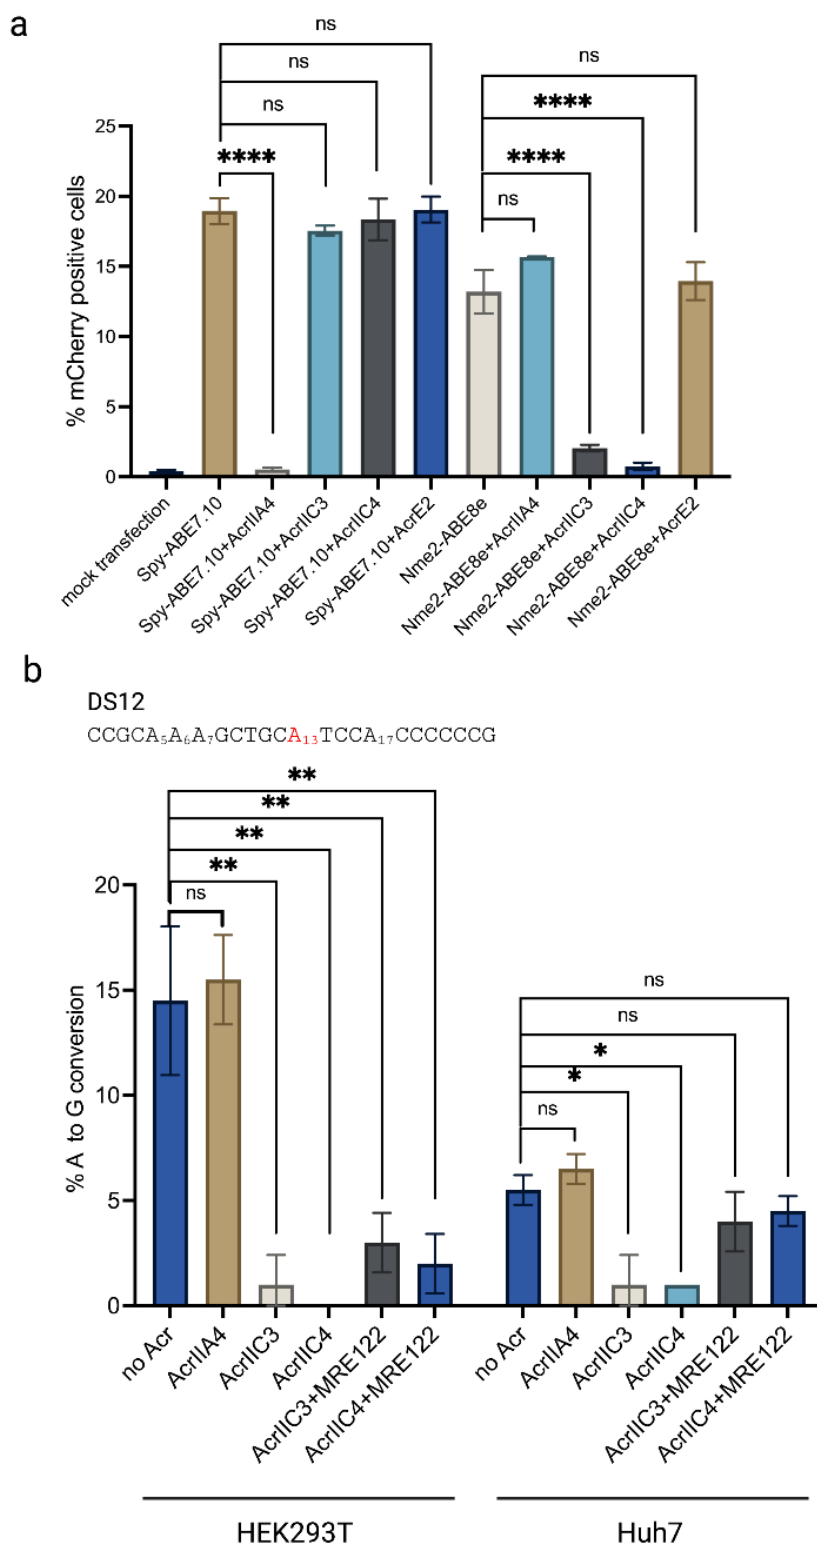 a
ns
ns
ns
ns
****
****
****
ns
% mCherry positive cells
25
20
15
10
5
0
mock transfection
Spy-ABE7.10
Spy-ABE7.10+AcrIIA4
Spy-ABE7.10+AcrIIC3
Spy-ABE7.10+AcrIIC4
Spy-ABE7.10+AcrE2
Nme2-ABE8e
Nme2-ABE8e+AcrIIA4
Nme2-ABE8e+AcrIIC3
Nme2-ABE8e+AcrIIC4
Nme2-ABE8e+AcrE2
b
DS12
CCGCA₅A₆A₇GCTGCA₁₃TCCA₁₇CCCCCCG
**
**
**
**
ns
ns
ns
*
*
ns
% A to G conversion
20
15
10
5
0
no Acr
AcrIIA4
AcrIIC3
AcrIIC4
AcrIIC3+MRE122
AcrIIC4+MRE122
no Acr
AcrIIA4
AcrIIC3
AcrIIC4
AcrIIC3+MRE122
AcrIIC4+MRE122
HEK293T
Huh7